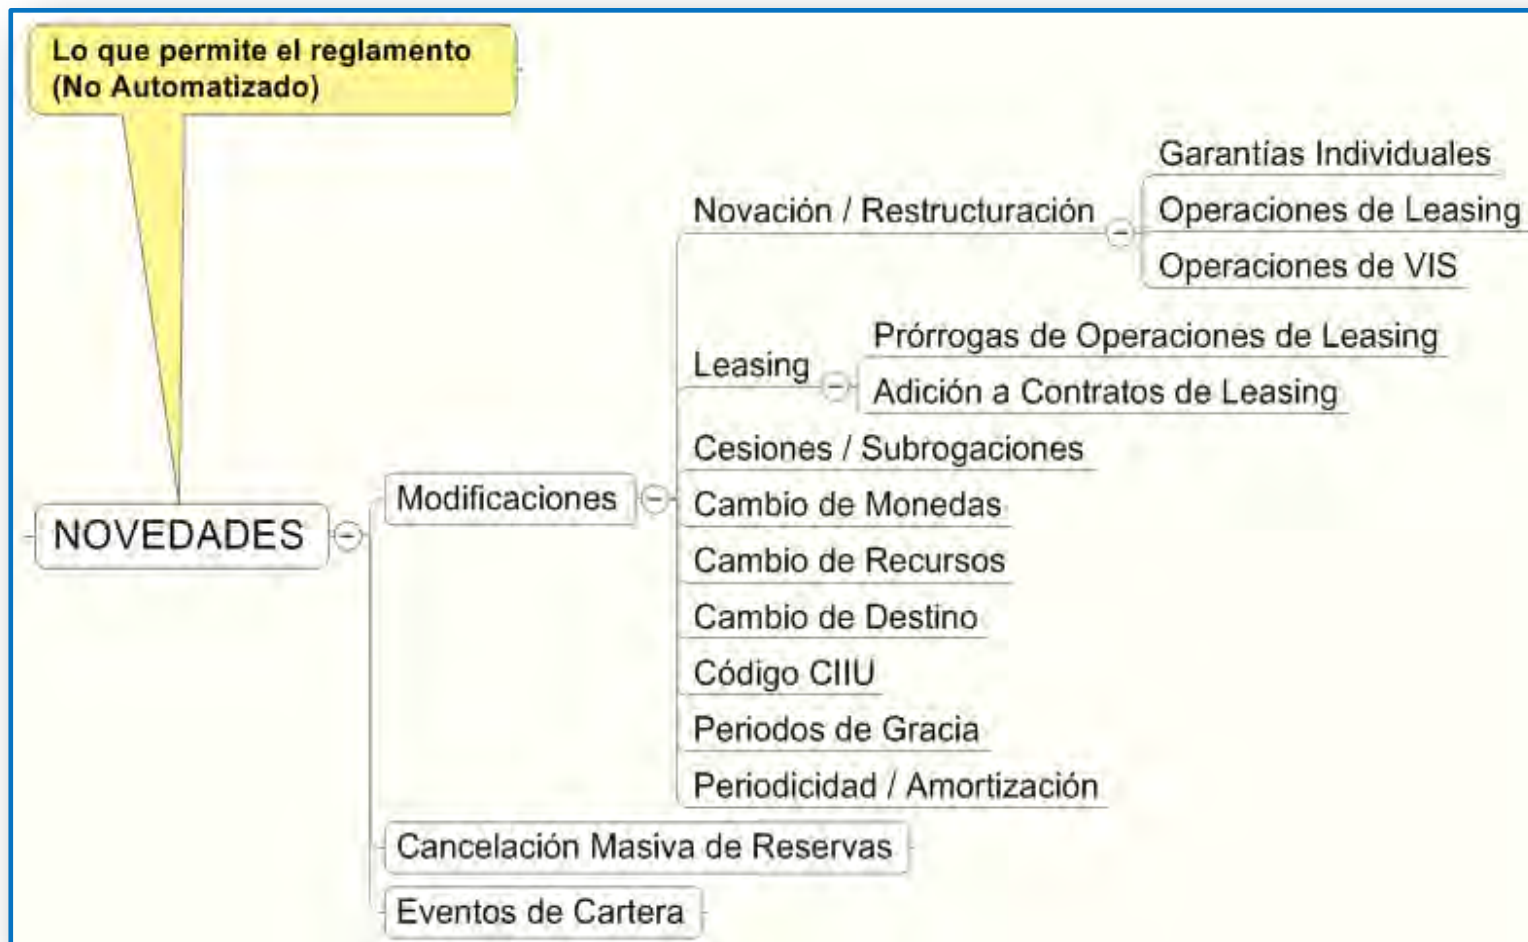 Lo que permite el reglamento
(No Automatizado)
NOVEDADES
Modificaciones
Novación / Restructuración
Garantías Individuales
Operaciones de Leasing
Operaciones de VIS
Leasing
Prórrogas de Operaciones de Leasing
Adición a Contratos de Leasing
Cesiones / Subrogaciones
Cambio de Monedas
Cambio de Recursos
Cambio de Destino
Código CIIU
Periodos de Gracia
Periodicidad / Amortización
Cancelación Masiva de Reservas
Eventos de Cartera